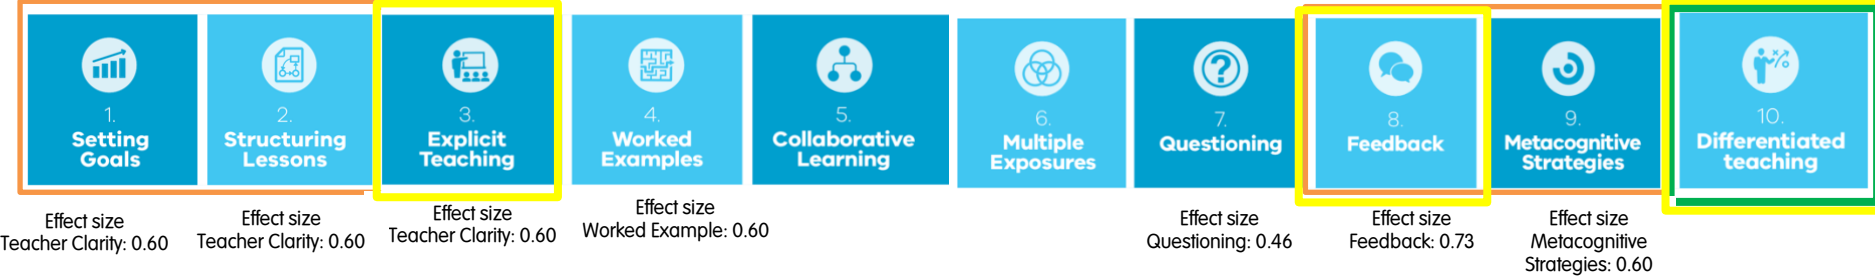 1.
Setting
Goals
2.
Structuring
Lessons
3.
Explicit
Teaching
4.
Worked
Examples
5.
Collaborative
Learning
6.
Multiple
Exposures
7.
Questioning
8.
Feedback
9.
Metacognitive
Strategies
10.
Differentiated
teaching
Effect size
Teacher Clarity: 0.60
Effect size
Teacher Clarity: 0.60
Effect size
Teacher Clarity: 0.60
Effect size
Worked Example: 0.60
Effect size
Questioning: 0.46
Effect size
Feedback: 0.73
Effect size
Metacognitive
Strategies: 0.60